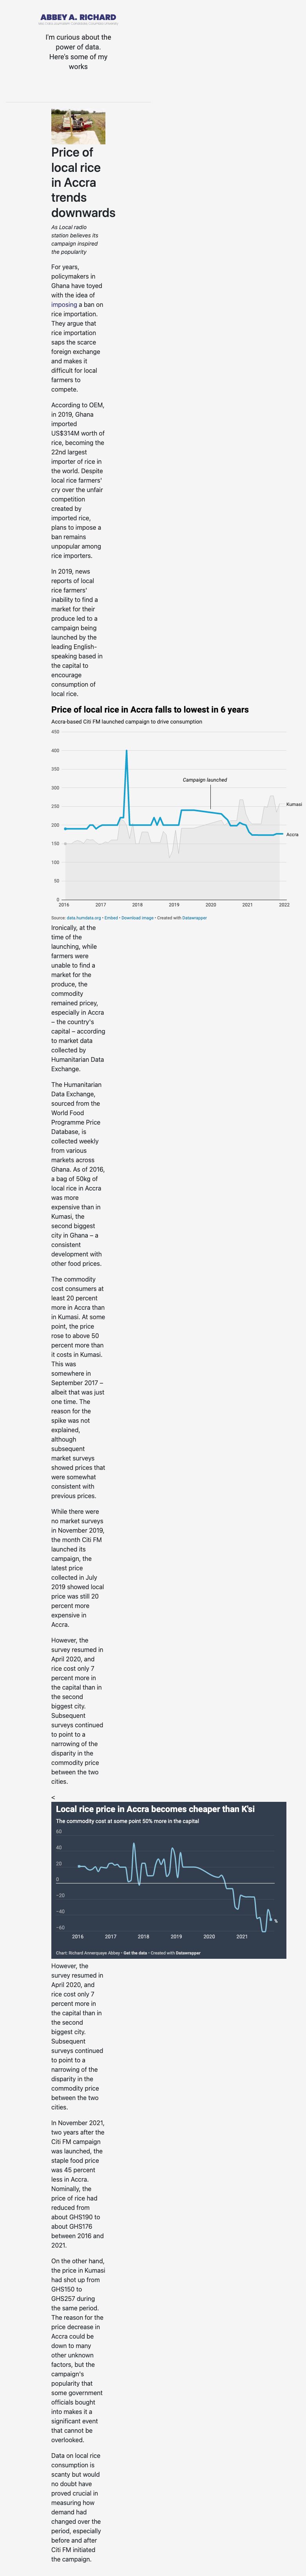 ABBEY A. RICHARD
I'm curious about the
power of data.
Here's some of my
works
Price of
local rice
in Accra
trends
downwards
As Local radio
station believes its
campaign inspired
the popularity
For years,
policymakers in
Ghana have toyed
with the idea of
imposing a ban on
rice importation.
They argue that
rice importation
saps the scarce
foreign exchange
and makes it
difficult for local
farmers to
compete.
According to OEM,
in 2019, Ghana
imported
US$314M worth of
rice, becoming the
22nd largest
importer of rice in
the world. Despite
local rice farmers'
cry over the unfair
competition
created by
imported rice,
plans to impose a
ban remains
unpopular among
rice importers.
In 2019, news
reports of local
rice farmers'
inability to find a
market for their
produce led to a
campaign being
launched by the
leading English-
speaking based in
the capital to
encourage
consumption of
local rice.
Price of local rice in Accra falls to lowest in 6 years
Accra-based Citi FM launched campaign to drive consumption
450
400
350
300
250
200
150
100
50
0
Campaign launched
Kumasi
Accra
2016 2017 2018 2019 2020 2021 2022
Source: data.humdata.org • Embed • Download image • Created with Datawrapper
Ironically, at the
time of the
launching, while
farmers were
unable to find a
market for the
produce, the
commodity
remained pricey,
especially in Accra
– the country's
capital – according
to market data
collected by
Humanitarian Data
Exchange.
The Humanitarian
Data Exchange,
sourced from the
World Food
Programme Price
Database, is
collected weekly
from various
markets across
Ghana. As of 2016,
a bag of 50kg of
local rice in Accra
was more
expensive than in
Kumasi, the
second biggest
city in Ghana – a
consistent
development with
other food prices.
The commodity
cost consumers at
least 20 percent
more in Accra than
in Kumasi. At some
point, the price
rose to above 50
percent more than
it costs in Kumasi.
This was
somewhere in
September 2017 –
albeit that was just
one time. The
reason for the
spike was not
explained,
although
subsequent
market surveys
showed prices that
were somewhat
consistent with
previous prices.
While there were
no market surveys
in November 2019,
the month Citi FM
launched its
campaign, the
latest price
collected in July
2019 showed local
price was still 20
percent more
expensive in
Accra.
However, the
survey resumed in
April 2020, and
rice cost only 7
percent more in
the capital than in
the second
biggest city.
Subsequent
surveys continued
to point to a
narrowing of the
disparity in the
commodity price
between the two
cities.
<
Local rice price in Accra becomes cheaper than K'si
The commodity cost at some point 50% more in the capital
60
40
20
0
−20
−40
−60
%
2016 2017 2018 2019 2020 2021
Chart: Richard Annerquaye Abbey • Get the data • Created with Datawrapper
However, the
survey resumed in
April 2020, and
rice cost only 7
percent more in
the capital than in
the second
biggest city.
Subsequent
surveys continued
to point to a
narrowing of the
disparity in the
commodity price
between the two
cities.
In November 2021,
two years after the
Citi FM campaign
was launched, the
staple food price
was 45 percent
less in Accra.
Nominally, the
price of rice had
reduced from
about GHS190 to
about GHS176
between 2016 and
2021.
On the other hand,
the price in Kumasi
had shot up from
GHS150 to
GHS257 during
the same period.
The reason for the
price decrease in
Accra could be
down to many
other unknown
factors, but the
campaign's
popularity that
some government
officials bought
into makes it a
significant event
that cannot be
overlooked.
Data on local rice
consumption is
scanty but would
no doubt have
proved crucial in
measuring how
demand had
changed over the
period, especially
before and after
Citi FM initiated
the campaign.